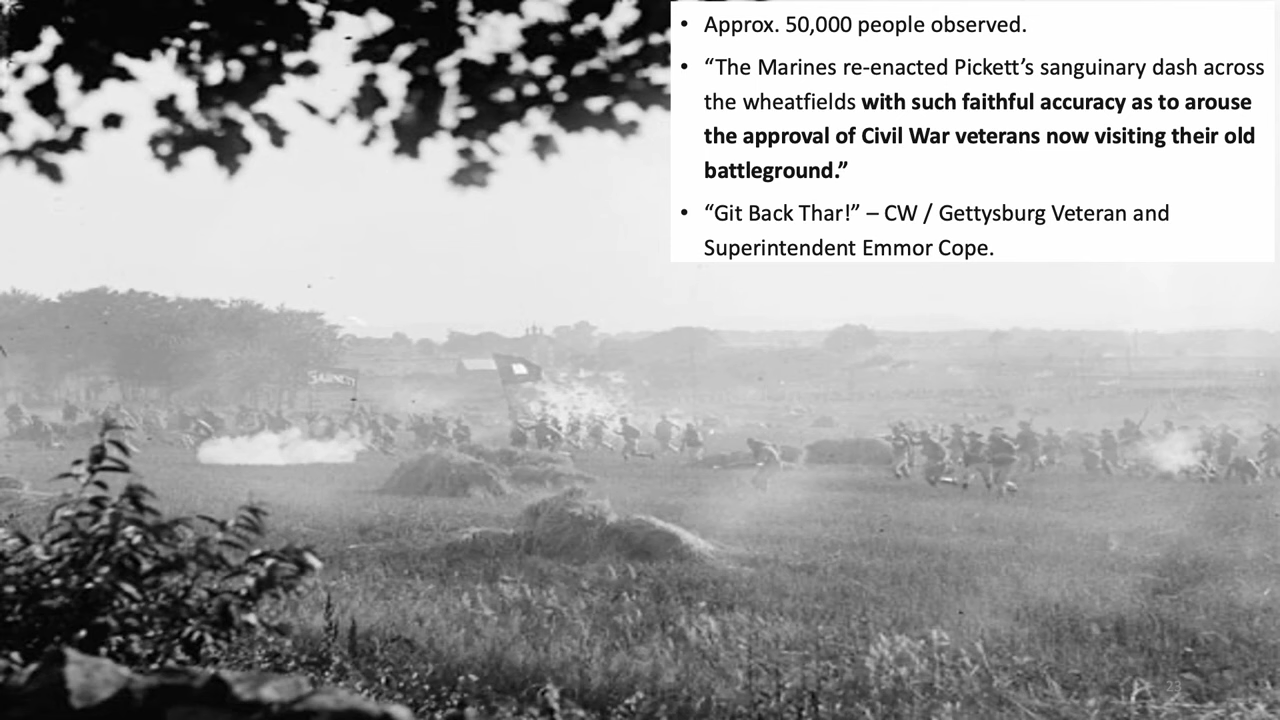 • Approx. 50,000 people observed.
• “The Marines re-enacted Pickett’s sanguinary dash across
the wheatfields with such faithful accuracy as to arouse
the approval of Civil War veterans now visiting their old
battleground.”
• “Git Back Thar!” – CW / Gettysburg Veteran and
Superintendent Emmor Cope.
23